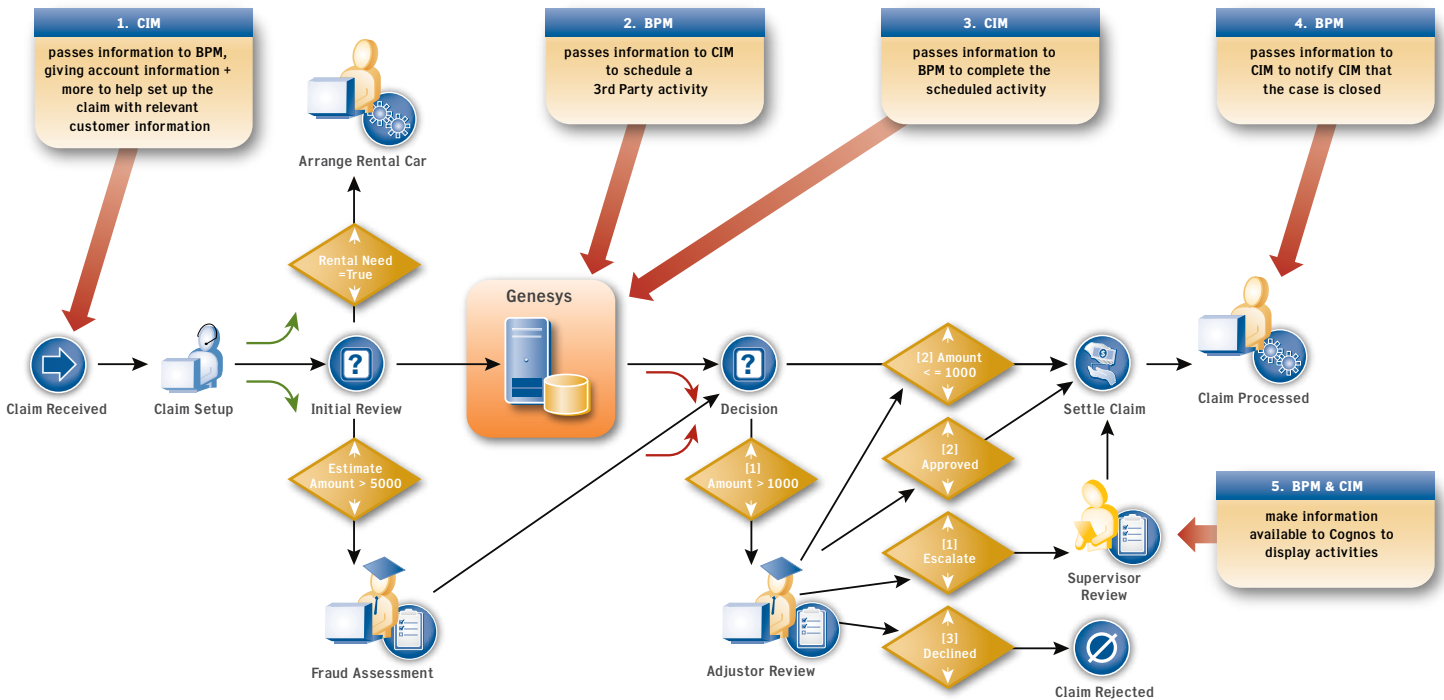 1. CIM
passes information to BPM,
giving account information +
more to help set up the
claim with relevant
customer information
2. BPM
passes information to CIM
to schedule a
3rd Party activity
3. CIM
passes information to
BPM to complete the
scheduled activity
4. BPM
passes information to
CIM to notify CIM that
the case is closed
Arrange Rental Car
Rental Need
=True
Genesys
Claim Received
Claim Setup
Initial Review
Decision
[2] Amount
< = 1000
Settle Claim
Claim Processed
Estimate
Amount > 5000
[1]
Amount > 1000
[2]
Approved
5. BPM & CIM
make information
available to Cognos to
display activities
[1]
Escalate
Supervisor
Review
Fraud Assessment
Adjustor Review
[3]
Declined
Claim Rejected